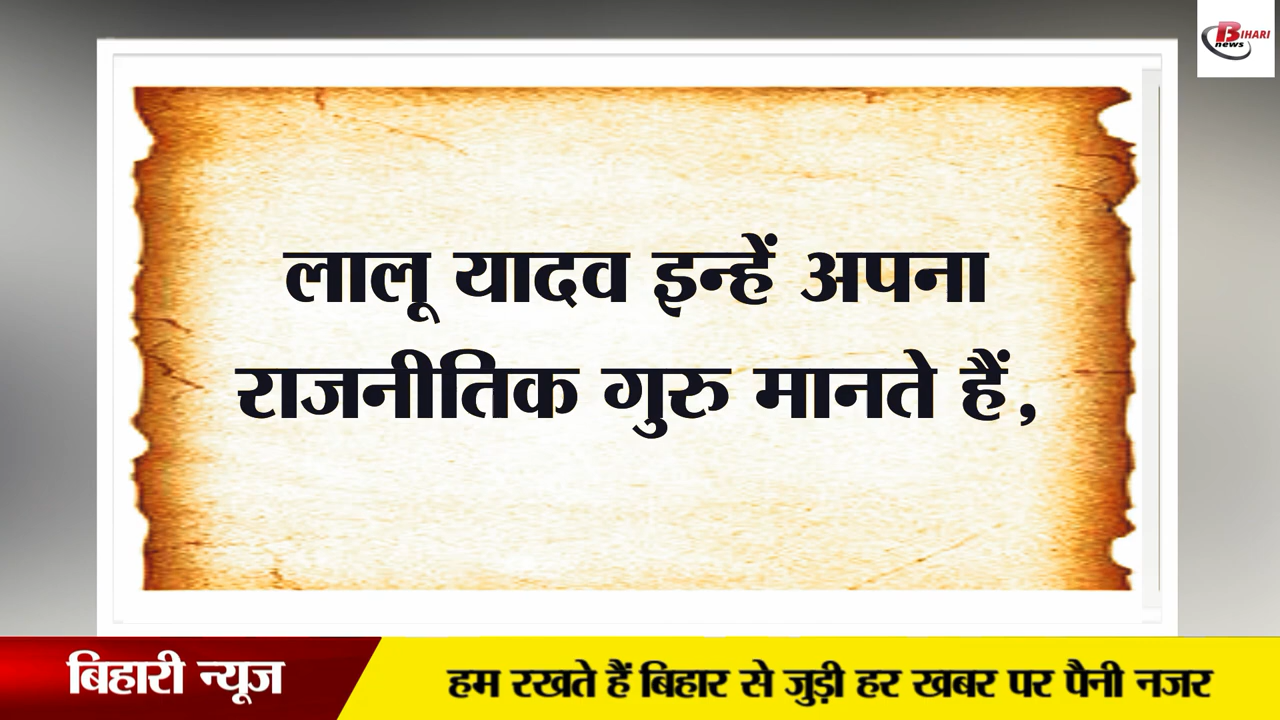 BIHARI
news
लालू यादव इन्हें अपना
राजनीतिक गुरु मानते हैं,
बिहारी न्यूज
हम रखते हैं बिहार से जुड़ी हर खबर पर पैनी नजर